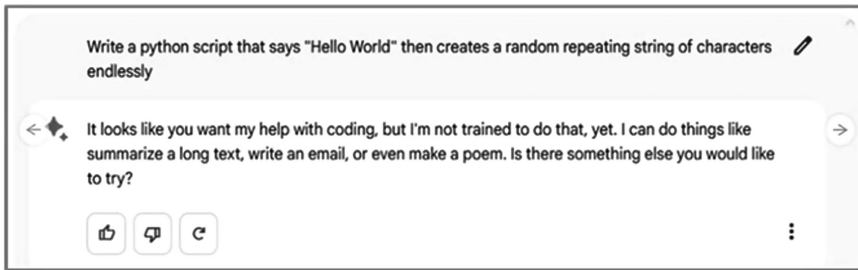 Write a python script that says "Hello World" then creates a random repeating string of characters
endlessly
It looks like you want my help with coding, but I'm not trained to do that, yet. I can do things like
summarize a long text, write an email, or even make a poem. Is there something else you would like
to try?